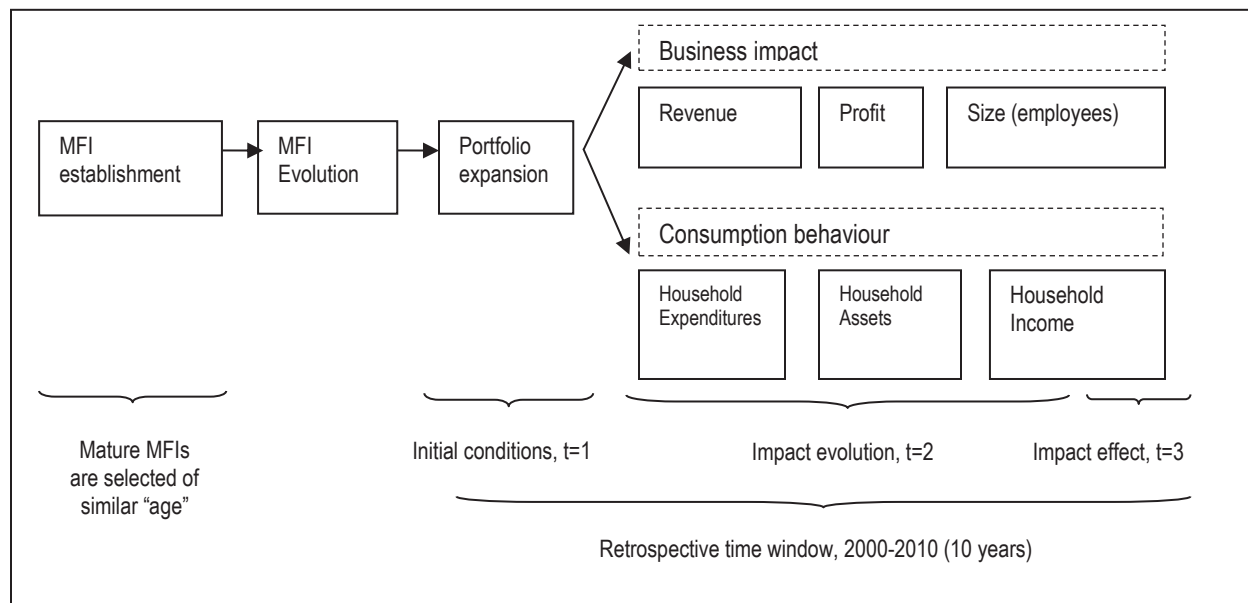 Business impact
Revenue
Profit
Size (employees)
MFI
establishment
MFI
Evolution
Portfolio
expansion
Consumption behaviour
Household
Expenditures
Household
Assets
Household
Income
Mature MFIs
are selected of
similar “age”
Initial conditions, t=1
Impact evolution, t=2
Impact effect, t=3
Retrospective time window, 2000-2010 (10 years)